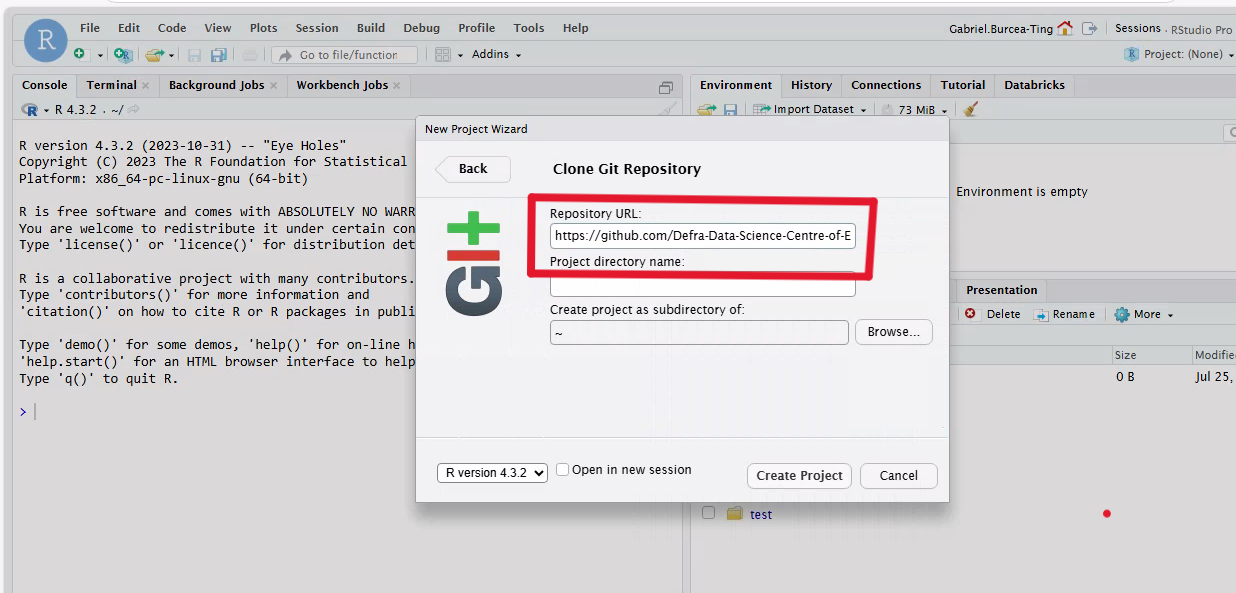 File Edit Code View Plots Session Build Debug Profile Tools Help
Gabriel.Burcea-Ting Sessions RStudio Pro
R
Go to file/function Addins
Project: (None)
Console Terminal Background Jobs Workbench Jobs
Environment History Connections Tutorial Databricks
R 4.3.2 . ~/
Import Dataset 73 MiB
R version 4.3.2 (2023-10-31) -- "Eye Holes"
Copyright (C) 2023 The R Foundation for Statistical
Platform: x86_64-pc-linux-gnu (64-bit)
R is free software and comes with ABSOLUTELY NO WARR
You are welcome to redistribute it under certain con
Type 'license()' or 'licence()' for distribution det
R is a collaborative project with many contributors.
Type 'contributors()' for more information and
'citation()' on how to cite R or R packages in publi
Type 'demo()' for some demos, 'help()' for on-line h
'help.start()' for an HTML browser interface to help
Type 'q()' to quit R.
>
New Project Wizard
Back
Clone Git Repository
git
Repository URL:
https://github.com/Defra-Data-Science-Centre-of-E
Project directory name:
Create project as subdirectory of:
~
Browse...
R version 4.3.2
Open in new session
Create Project
Cancel
Environment is empty
Presentation
Delete Rename More
Size Modifie
0 B Jul 25,
test